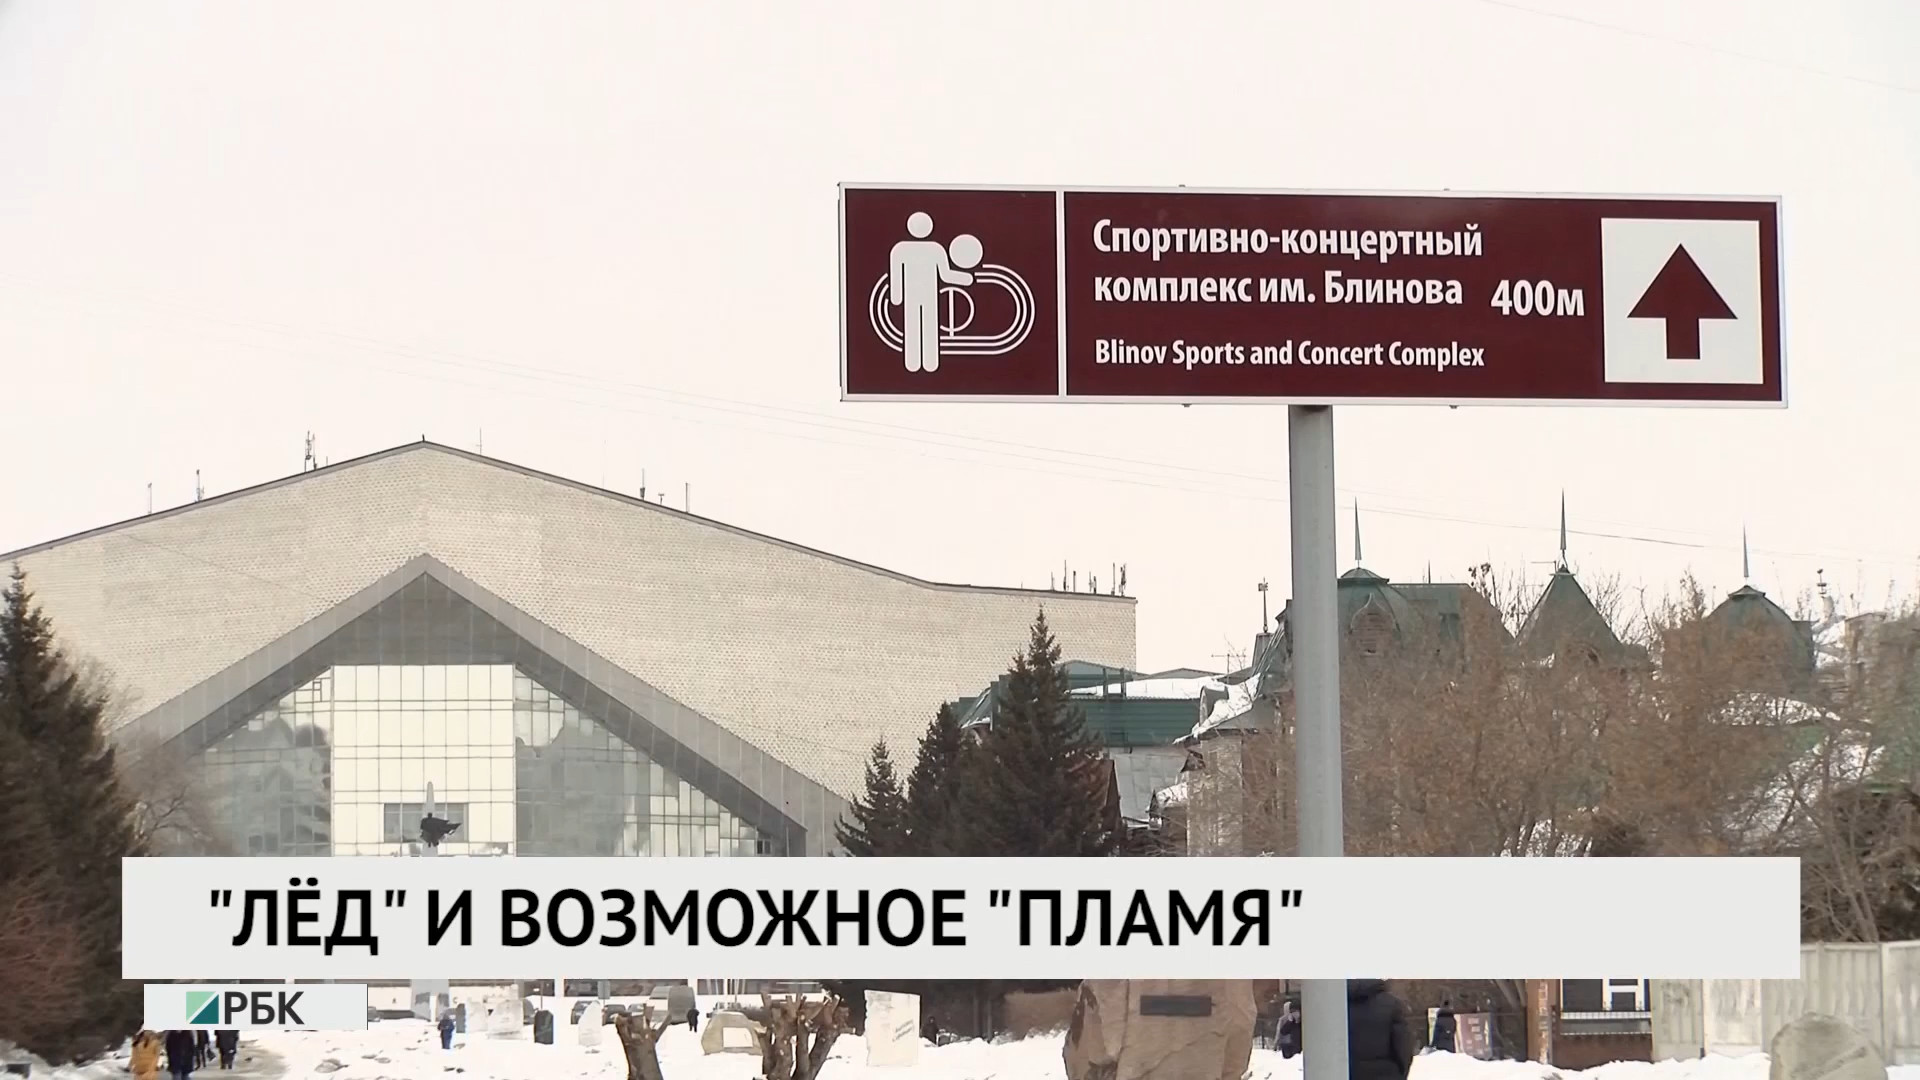 Спортивно-концертный
комплекс им. Блинова 400м
Blinov Sports and Concert Complex
"ЛЁД" И ВОЗМОЖНОЕ "ПЛАМЯ"
РБК